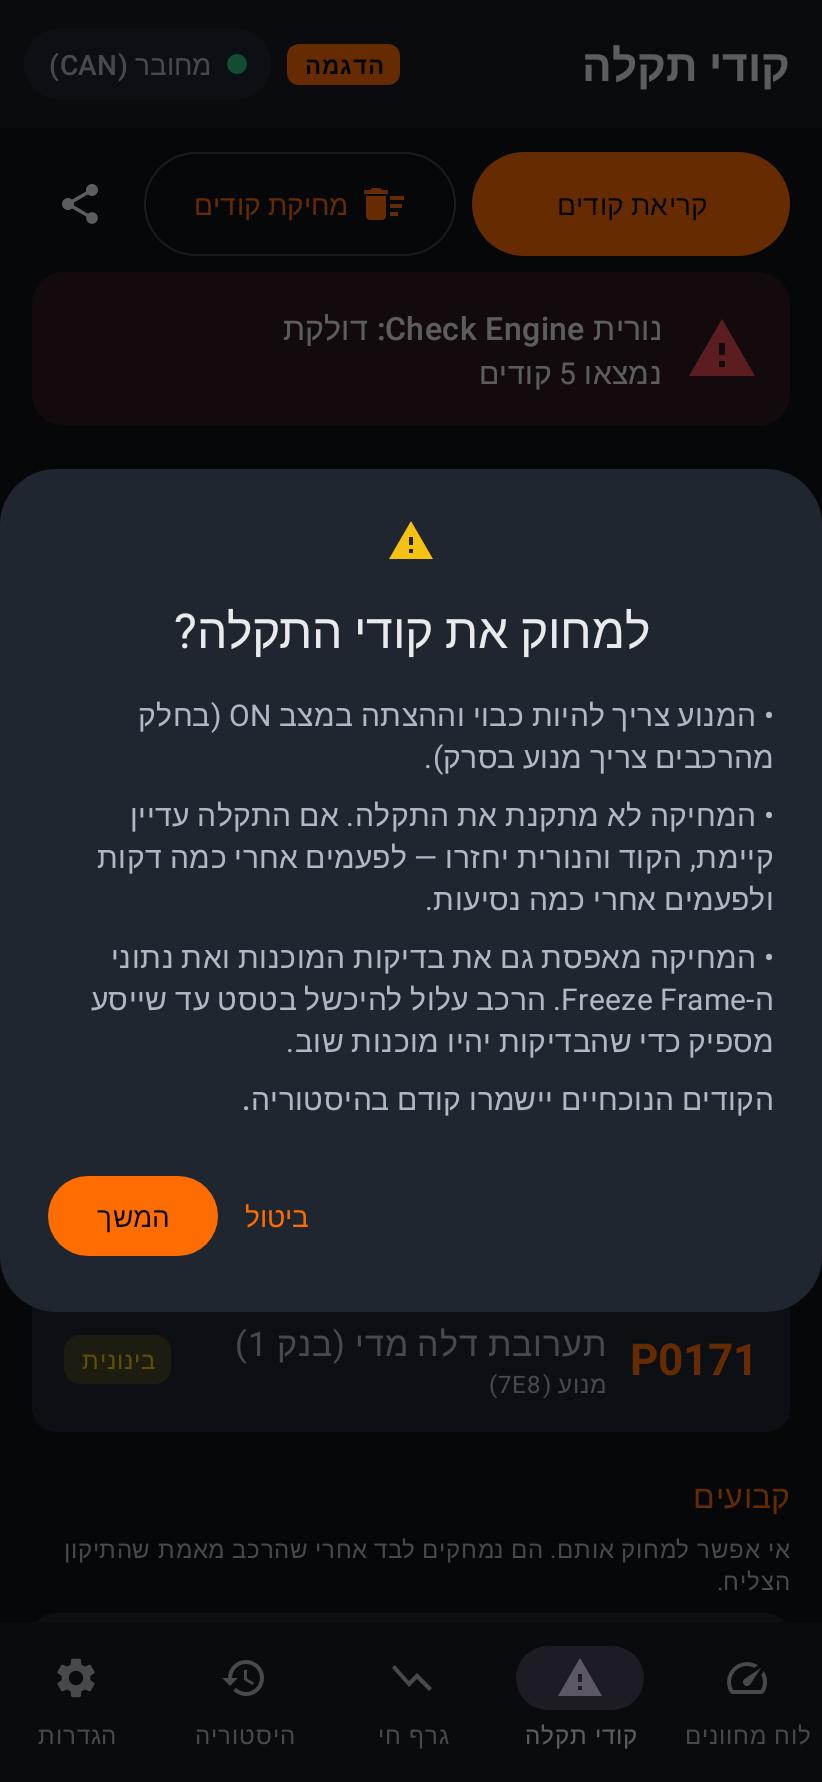 קודי תקלה
הדגמה
מחובר (CAN)
קריאת קודים
מחיקת קודים
נורית Check Engine: דולקת
נמצאו 5 קודים
למחוק את קודי התקלה?
• המנוע צריך להיות כבוי וההצתה במצב ON (בחלק
מהרכבים צריך מנוע בסרק).
• המחיקה לא מתקנת את התקלה. אם התקלה עדיין
קיימת, הקוד והנורית יחזרו — לפעמים אחרי כמה דקות
ולפעמים אחרי כמה נסיעות.
• המחיקה מאפסת גם את בדיקות המוכנות ואת נתוני
ה-Freeze Frame. הרכב עלול להיכשל בטסט עד שייסע
מספיק כדי שהבדיקות יהיו מוכנות שוב.
הקודים הנוכחיים יישמרו קודם בהיסטוריה.
ביטול
המשך
P0171
תערובת דלה מדי (בנק 1)
מנוע (7E8)
בינונית
קבועים
אי אפשר למחוק אותם. הם נמחקים לבד אחרי שהרכב מאמת שהתיקון
הצליח.
לוח מחוונים
קודי תקלה
גרף חי
היסטוריה
הגדרות